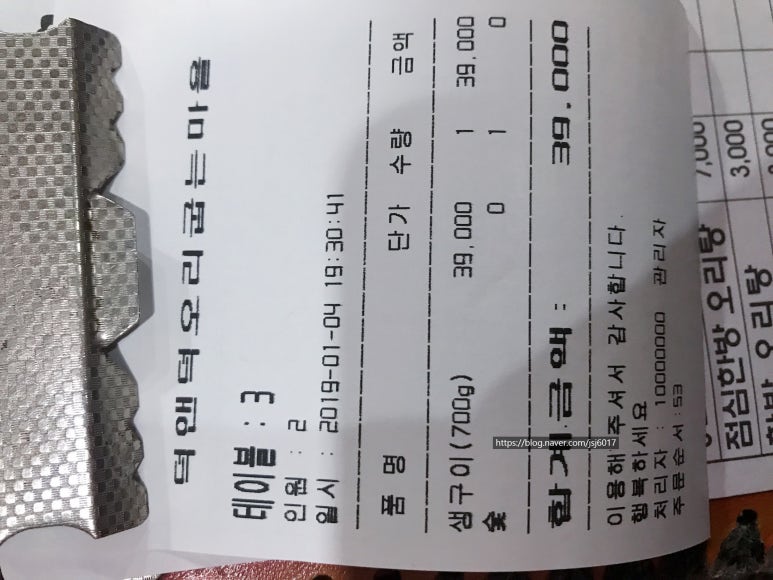 덕앤덕오리굽는마을
테이블 : 3
인원 : 2
일시 : 2019-01-04 19:30:41
품 명 단가 수량 금액
생구이(700g) 39,000 1 39,000
숯 0 1 0
합계금액 : 39,000
이용해주셔서 감사합니다.
행복하세요
처리자 : 10000000 관리자
주문순서:53
https://blog.naver.com/jsj6017
7,000
점심한방 오리탕 3,000
오리탕